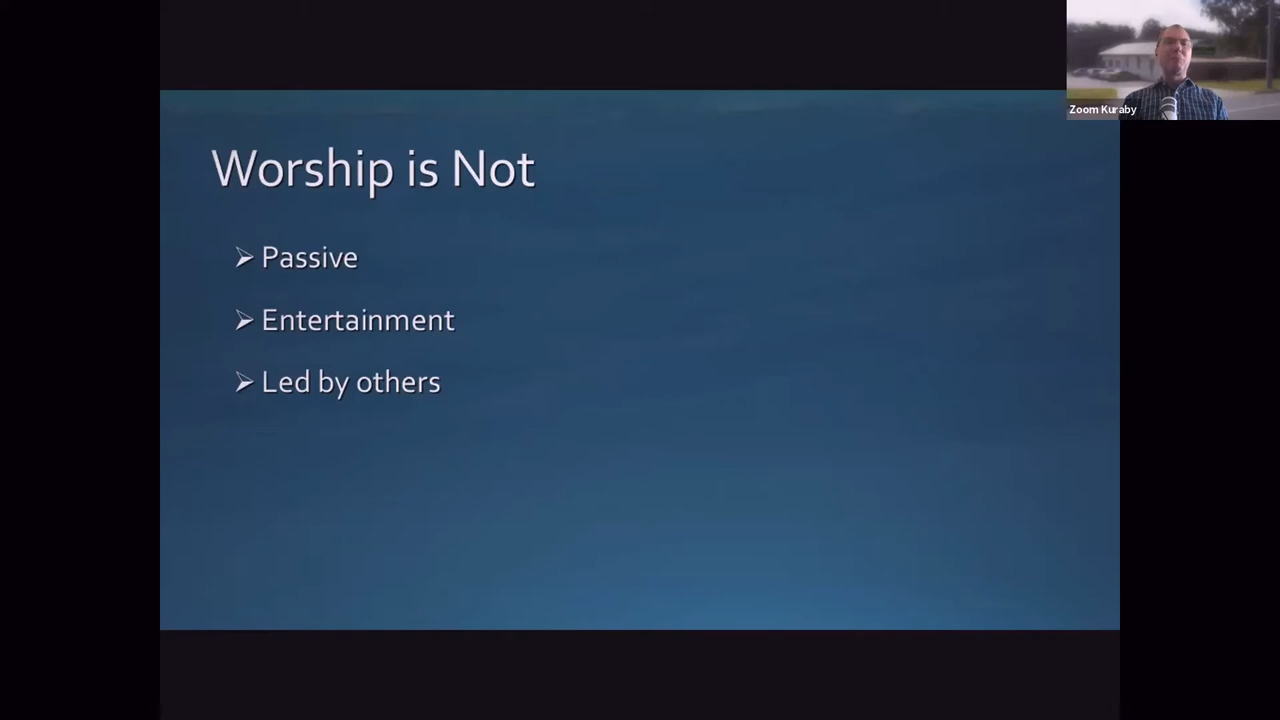 Zoom Kuraby
Worship is Not
➢ Passive
➢ Entertainment
➢ Led by others